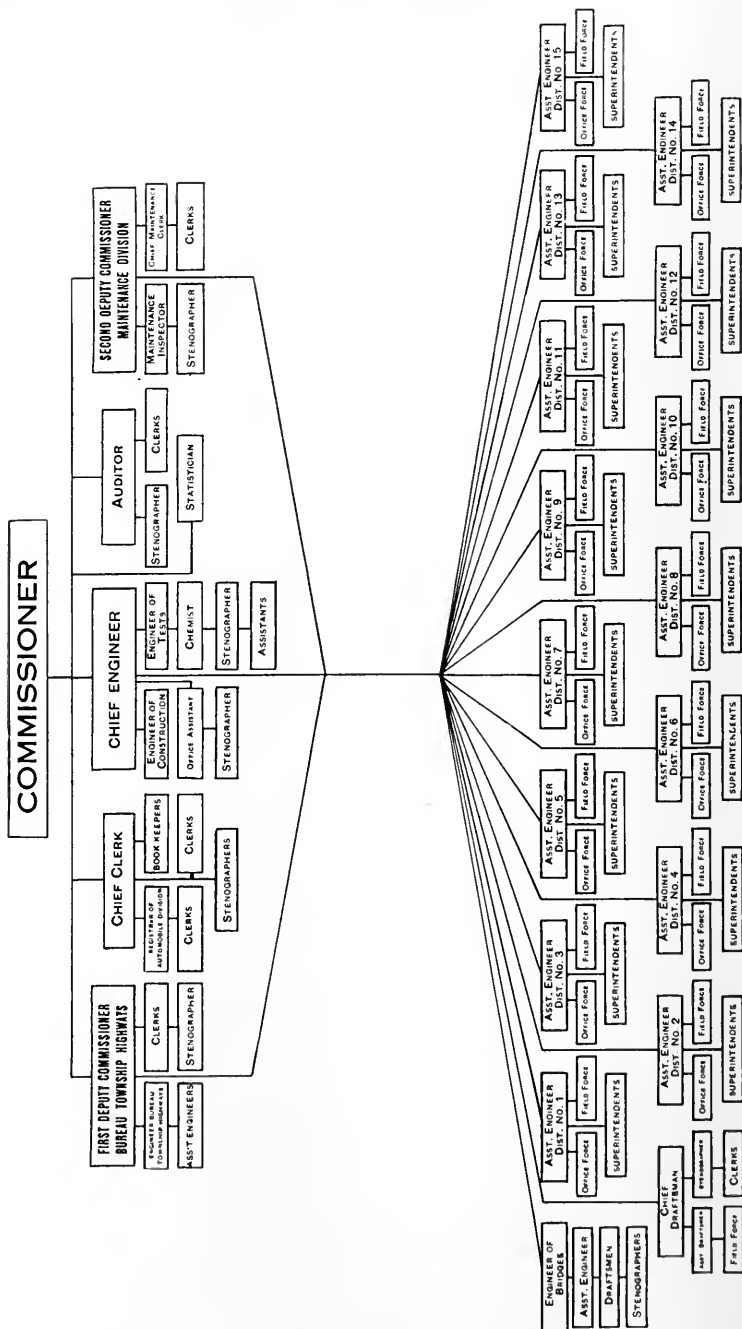 COMMISSIONER
FIRST DEPUTY COMMISSIONER
BUREAU TOWNSHIP HIGHWAYS
ENGINEER BUREAU
TOWNSHIP HIGHWAYS
ASS'T ENGINEERS
CLERKS
STENOGRAPHER
CHIEF CLERK
REGISTRAR OF
AUTOMOBILE DIVISION
CLERKS
BOOK KEEPERS
CLERKS
STENOGRAPHERS
CHIEF ENGINEER
ENGINEER OF
CONSTRUCTION
OFFICE ASSISTANT
STENOGRAPHER
ENGINEER OF
TESTS
CHEMIST
STENOGRAPHER
ASSISTANTS
AUDITOR
STENOGRAPHER
CLERKS
STATISTICIAN
SECOND DEPUTY COMMISSIONER
MAINTENANCE DIVISION
MAINTENANCE
INSPECTOR
STENOGRAPHER
CHIEF MAINTENANCE
CLERK
CLERKS
ENGINEER OF
BRIDGES
ASST. ENGINEER
DRAFTSMEN
STENOGRAPHERS
ASST. ENGINEER
DIST. NO. 1
OFFICE FORCE
FIELD FORCE
SUPERINTENDENTS
ASST. ENGINEER
DIST. NO. 3
OFFICE FORCE
FIELD FORCE
SUPERINTENDENTS
ASST. ENGINEER
DIST NO. 5
OFFICE FORCE
FIELD FORCE
SUPERINTENDENTS
ASST. ENGINEER
DIST. NO. 7
OFFICE FORCE
FIELD FORCE
SUPERINTENDENTS
ASST. ENGINEER
DIST. NO. 9
OFFICE FORCE
FIELD FORCE
SUPERINTENDENTS
ASST. ENGINEER
DIST. NO. 11
OFFICE FORCE
FIELD FORCE
SUPERINTENDENTS
ASST. ENGINEER
DIST. NO. 13
OFFICE FORCE
FIELD FORCE
SUPERINTENDENTS
ASST. ENGINEER
DIST. NO 15
OFFICE FORCE
FIELD FORCE
SUPERINTENDENTS
CHIEF
DRAFTSMAN
ASST DRAFTSMEN
STENOGRAPHER
FIELD FORCE
CLERKS
ASST. ENGINEER
DIST. NO 2
OFFICE FORCE
FIELD FORCE
SUPERINTENDENTS
ASST. ENGINEER
DIST. NO. 4
OFFICE FORCE
FIELD FORCE
SUPERINTENDENTS
ASST. ENGINEER
DIST. NO. 6
OFFICE FORCE
FIELD FORCE
SUPERINTENDENTS
ASST. ENGINEER
DIST. NO. 8
OFFICE FORCE
FIELD FORCE
SUPERINTENDENTS
ASST. ENGINEER
DIST. NO. 10
OFFICE FORCE
FIELD FORCE
SUPERINTENDENTS
ASST. ENGINEER
DIST. NO. 12
OFFICE FORCE
FIELD FORCE
SUPERINTENDENTS
ASST. ENGINEER
DIST. NO. 14
OFFICE FORCE
FIELD FORCE
SUPERINTENDENTS